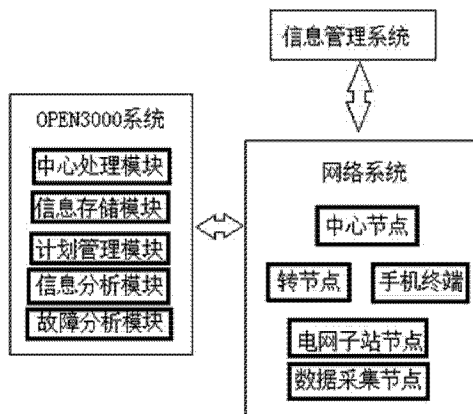 信息管理系统
OPEN3000系统
中心处理模块
信息存储模块
计划管理模块
信息分析模块
故障分析模块
网络系统
中心节点
转节点
手机终端
电网子站节点
数据采集节点